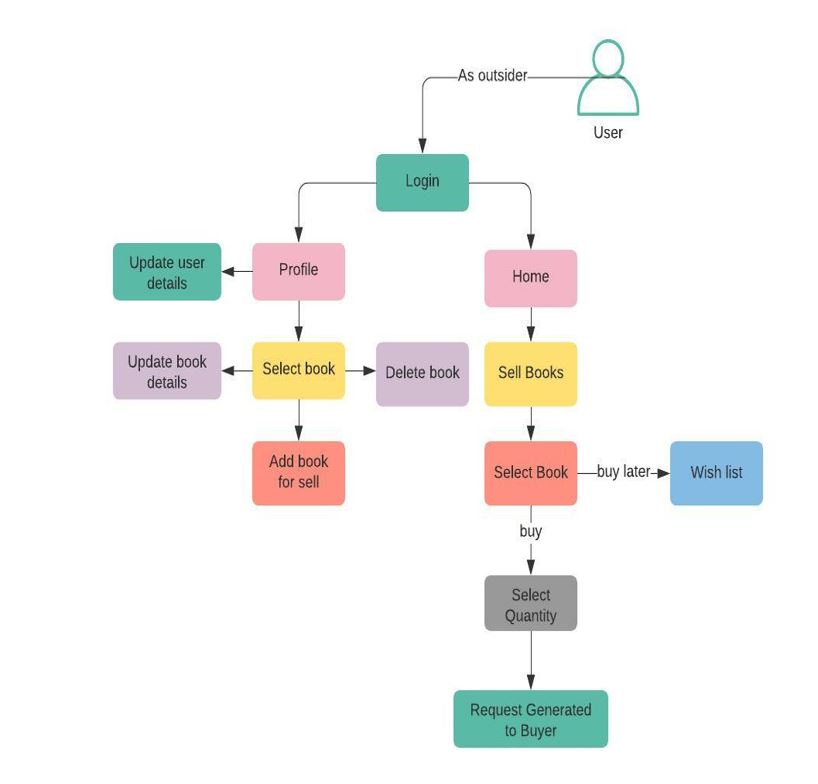 As outsider
User
Login
Update user
details
Profile
Home
Update book
details
Select book
Delete book
Sell Books
Add book
for sell
Select Book
buy later
Wish list
buy
Select
Quantity
Request Generated
to Buyer